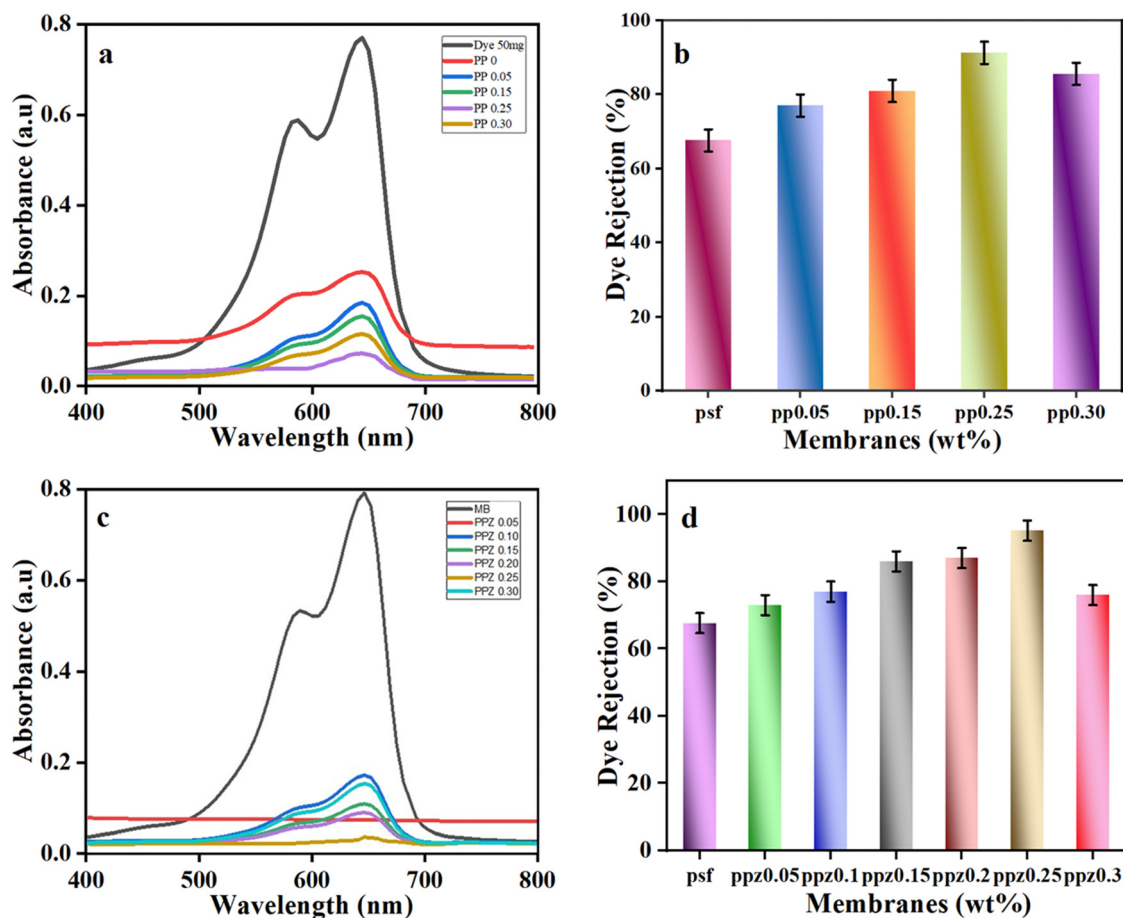 a
Absorbance (a.u)
0.8
0.6
0.4
0.2
0.0
Dye 50mg
PP 0
PP 0.05
PP 0.15
PP 0.25
PP 0.30
400 500 600 700 800
Wavelength (nm)
b
Dye Rejection (%)
100
80
60
40
20
0
psf pp0.05 pp0.15 pp0.25 pp0.30
Membranes (wt%)
c
Absorbance (a.u)
0.8
0.6
0.4
0.2
0.0
MB
PPZ 0.05
PPZ 0.10
PPZ 0.15
PPZ 0.20
PPZ 0.25
PPZ 0.30
400 500 600 700 800
Wavelength (nm)
d
Dye Rejection (%)
100
80
60
40
20
0
psf ppz0.05 ppz0.1 ppz0.15 ppz0.2 ppz0.25 ppz0.3
Membranes (wt%)